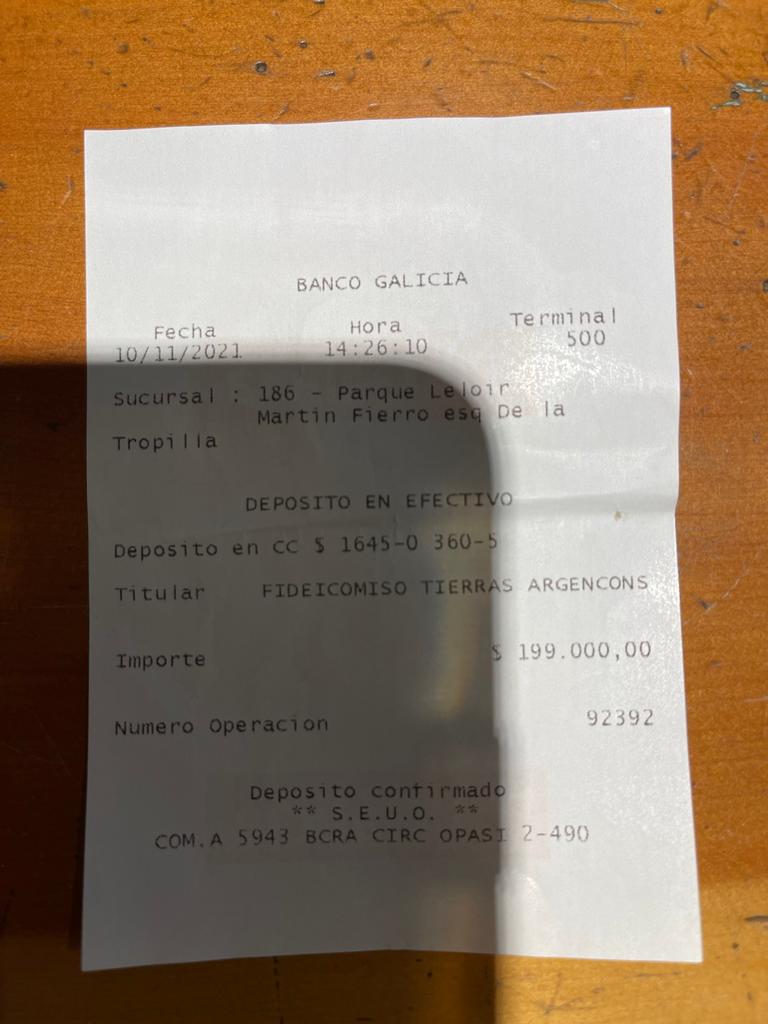 BANCO GALICIA
Fecha Hora Terminal
10/11/2021 14:26:10 500
Sucursal : 186 - Parque Leloir
Martin Fierro esq De la
Tropilla
DEPOSITO EN EFECTIVO
Deposito en CC $ 1645-0 360-5
Titular FIDEICOMISO TIERRAS ARGENCONS
Importe $ 199.000,00
Numero Operacion 92392
Deposito confirmado
** S.E.U.O. **
COM.A 5943 BCRA CIRC OPASI 2-490